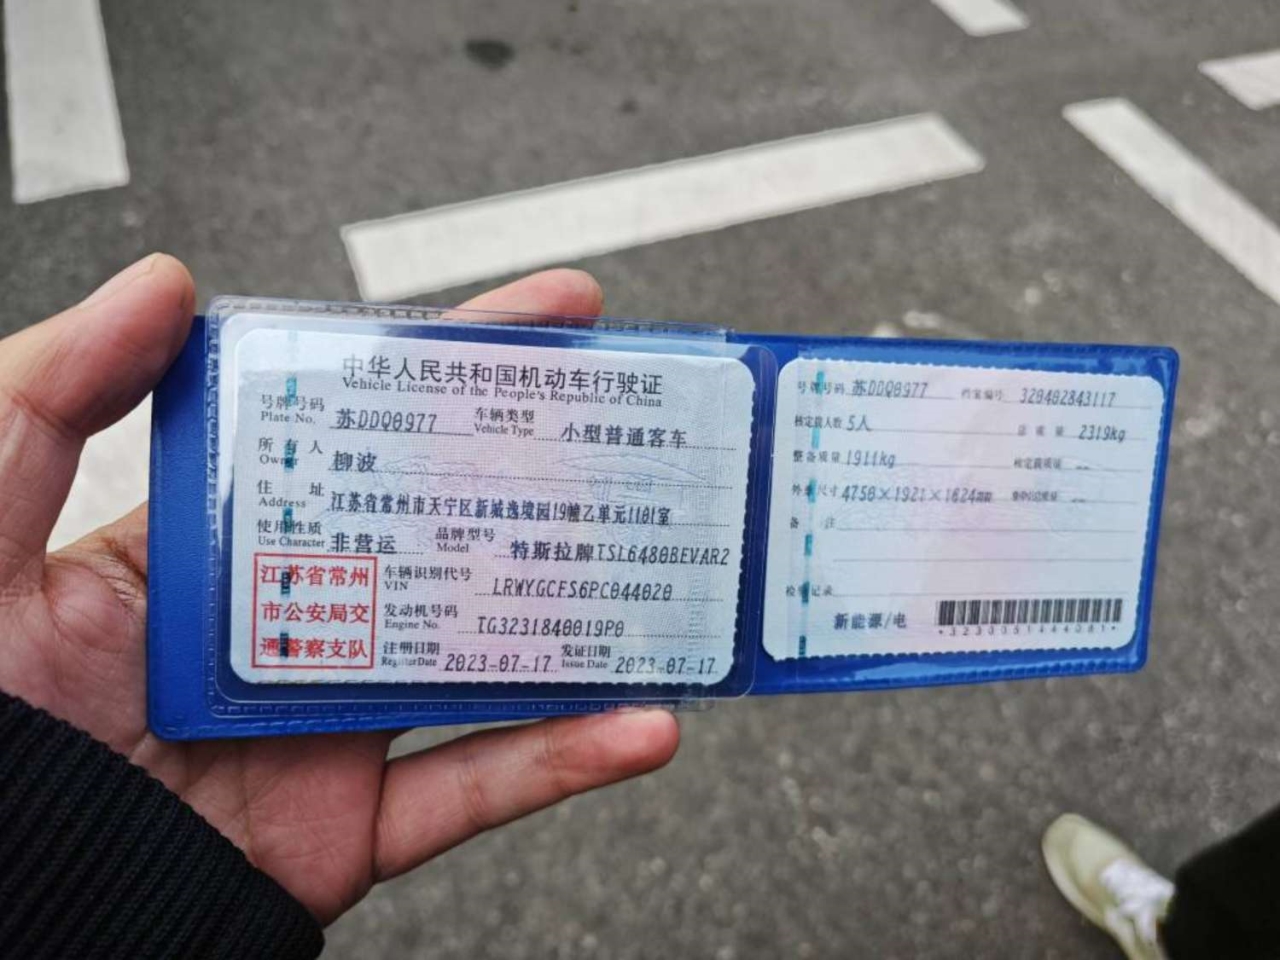 中华人民共和国机动车行驶证
Vehicle License of the People's Republic of China
号牌号码 Plate No. 苏DDQ0977 车辆类型 Vehicle Type 小型普通客车
所有人 Owner 柳波
住址 Address 江苏省常州市天宁区新城逸境园19幢乙单元1101室
使用性质 Use Character 非营运 品牌型号 Model 特斯拉牌TSL6480BEVAR2
江苏省常州
市公安局交
通警察支队
车辆识别代号 VIN LRWYGCFS6PC044020
发动机号码 Engine No. TG3231840019P0
注册日期 Register Date 2023-07-17 发证日期 Issue Date 2023-07-17
号牌号码 苏DDQ0977 档案编号 320402843117
核定载人数 5人 总质量 2319kg
整备质量 1911kg 核定载质量 --
外廓尺寸 4750×1921×1624mm 准牵引总质量 --
备注
检验记录
新能源/电